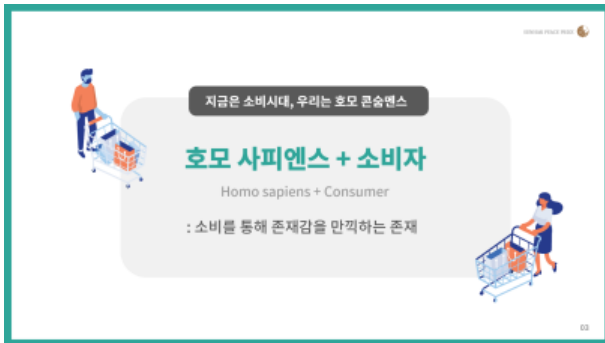 지금은 소비시대, 우리는 호모 콘숨멘스
호모 사피엔스 + 소비자
Homo sapiens + Consumer
: 소비를 통해 존재감을 만끽하는 존재
03